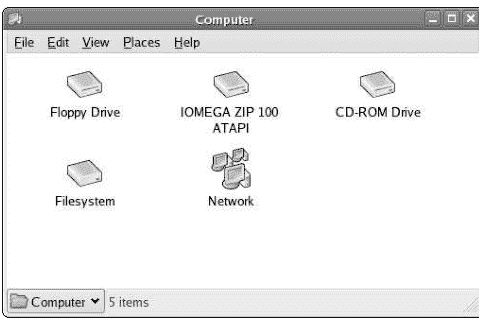 Computer
File Edit View Places Help
Floppy Drive
IOMEGA ZIP 100
ATAPI
CD-ROM Drive
Filesystem
Network
Computer 5 items